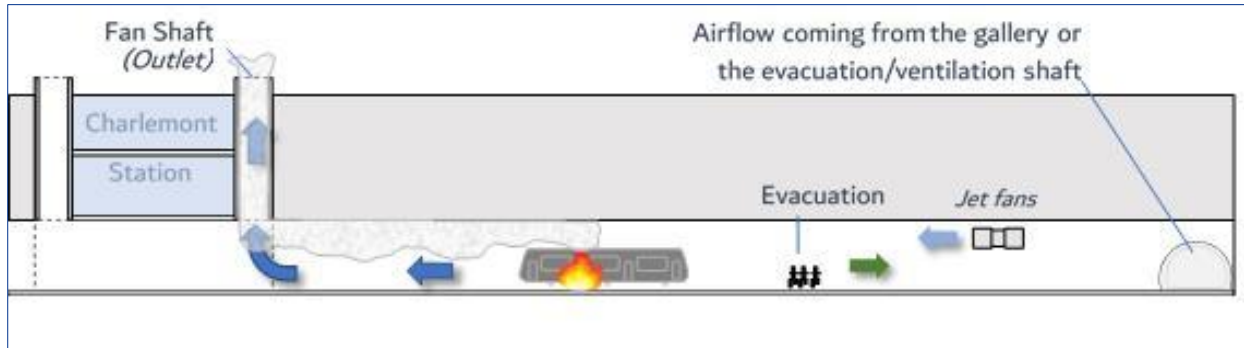 Fan Shaft
(Outlet)
Airflow coming from the gallery or
the evacuation/ventilation shaft
Charlemont
Station
Evacuation
Jet fans